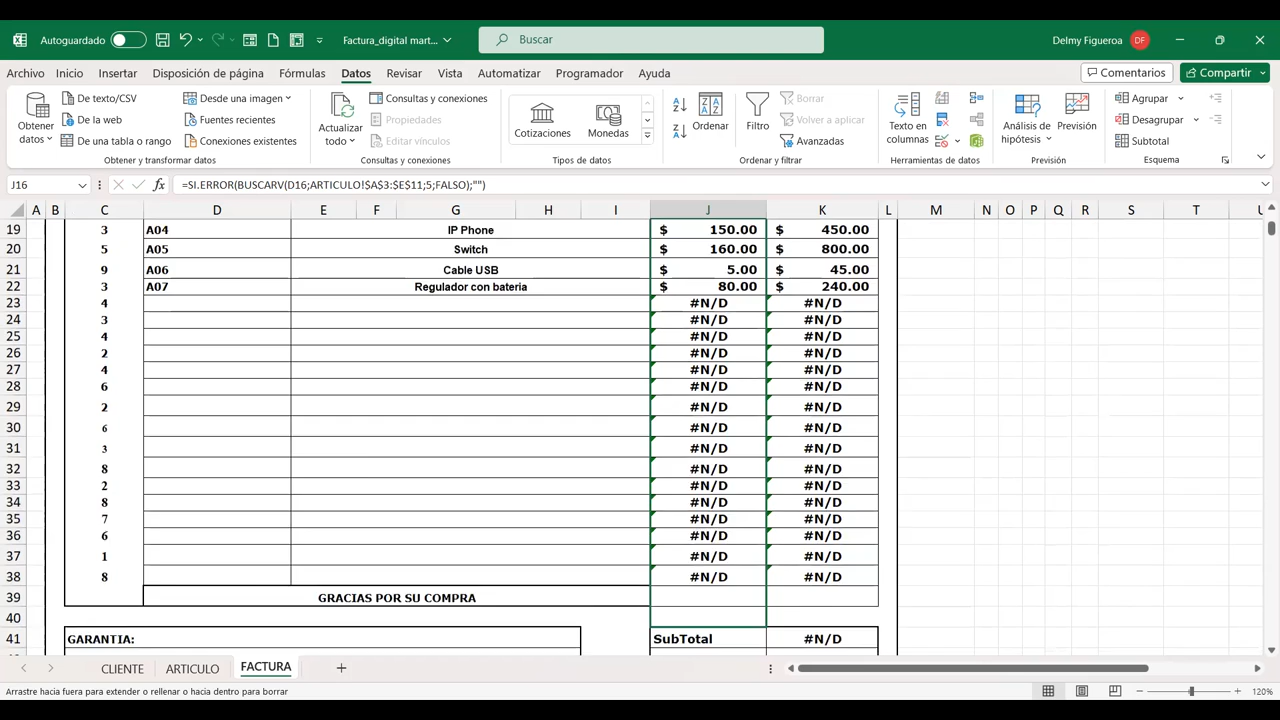 Autoguardado
Factura_digital mart...
Buscar
Delmy Figueroa DF
Archivo Inicio Insertar Disposición de página Fórmulas Datos Revisar Vista Automatizar Programador Ayuda
Comentarios Compartir
Obtener datos
De texto/CSV
De la web
De una tabla o rango
Desde una imagen
Fuentes recientes
Conexiones existentes
Obtener y transformar datos
Actualizar todo
Consultas y conexiones
Propiedades
Editar vínculos
Consultas y conexiones
Cotizaciones Monedas
Tipos de datos
Ordenar
Filtro
Borrar
Volver a aplicar
Avanzadas
Ordenar y filtrar
Texto en columnas
Herramientas de datos
Análisis de hipótesis
Previsión
Previsión
Agrupar
Desagrupar
Subtotal
Esquema
J16 fx =SI.ERROR(BUSCARV(D16;ARTICULO!$A$3:$E$11;5;FALSO);"")
A B C D E F G H I J K L M N O P Q R S T U
19 3 A04 IP Phone $ 150.00 $ 450.00
20 5 A05 Switch $ 160.00 $ 800.00
21 9 A06 Cable USB $ 5.00 $ 45.00
22 3 A07 Regulador con bateria $ 80.00 $ 240.00
23 4 #N/D #N/D
24 3 #N/D #N/D
25 4 #N/D #N/D
26 2 #N/D #N/D
27 4 #N/D #N/D
28 6 #N/D #N/D
29 2 #N/D #N/D
30 6 #N/D #N/D
31 3 #N/D #N/D
32 8 #N/D #N/D
33 2 #N/D #N/D
34 8 #N/D #N/D
35 7 #N/D #N/D
36 6 #N/D #N/D
37 1 #N/D #N/D
38 8 #N/D #N/D
39 GRACIAS POR SU COMPRA
40
41 GARANTIA: SubTotal #N/D
CLIENTE ARTICULO FACTURA
Arrastre hacia fuera para extender o rellenar o hacia dentro para borrar
120%